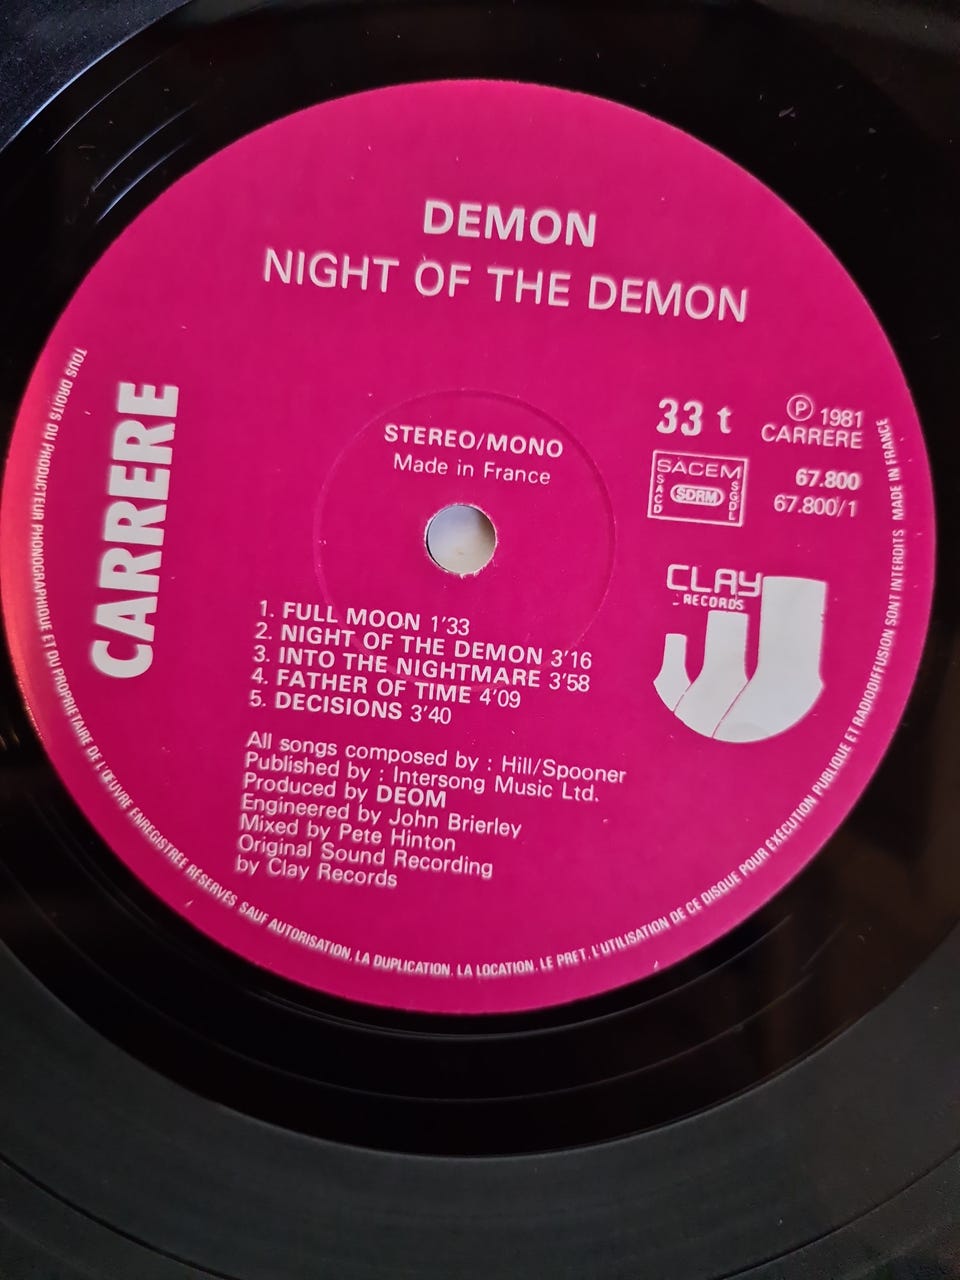 DEMON
NIGHT OF THE DEMON
CARRERE
STEREO/MONO
Made in France
33 t
Ⓟ 1981
CARRERE
SACEM
SACD
SDRM
SGDL
67.800
67.800/1
CLAY
RECORDS
1. FULL MOON 1'33
2. NIGHT OF THE DEMON 3'16
3. INTO THE NIGHTMARE 3'58
4. FATHER OF TIME 4'09
5. DECISIONS 3'40
All songs composed by : Hill/Spooner
Published by : Intersong Music Ltd.
Produced by DEOM
Engineered by John Brierley
Mixed by Pete Hinton
Original Sound Recording
by Clay Records
TOUS DROITS DU PRODUCTEUR PHONOGRAPHIQUE ET DU PROPRIETAIRE DE L'ŒUVRE ENREGISTREE RESERVES SAUF AUTORISATION, LA DUPLICATION, LA LOCATION, LE PRET, L'UTILISATION DE CE DISQUE POUR EXECUTION PUBLIQUE ET RADIODIFFUSION SONT INTERDITS MADE IN FRANCE